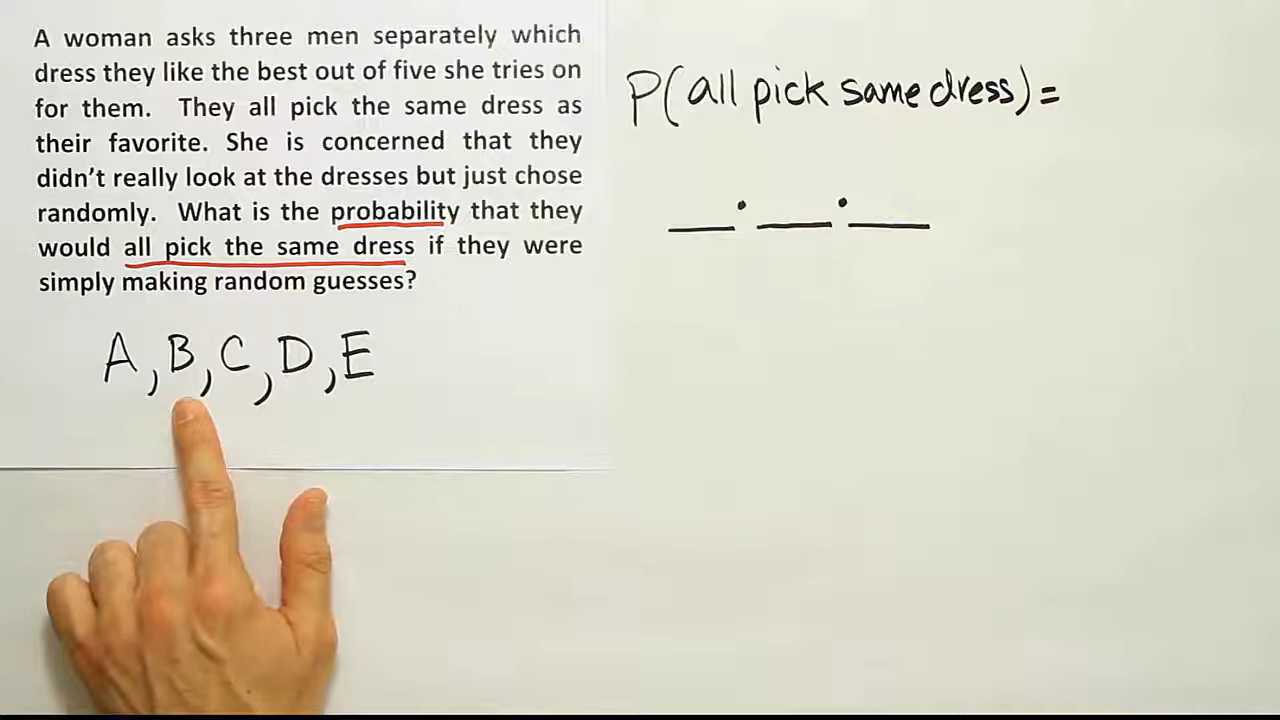 A woman asks three men separately which
dress they like the best out of five she tries on
for them. They all pick the same dress as
their favorite. She is concerned that they
didn’t really look at the dresses but just chose
randomly. What is the probability that they
would all pick the same dress if they were
simply making random guesses?
A, B, C, D, E
P(all pick same dress) =
__ · __ · __